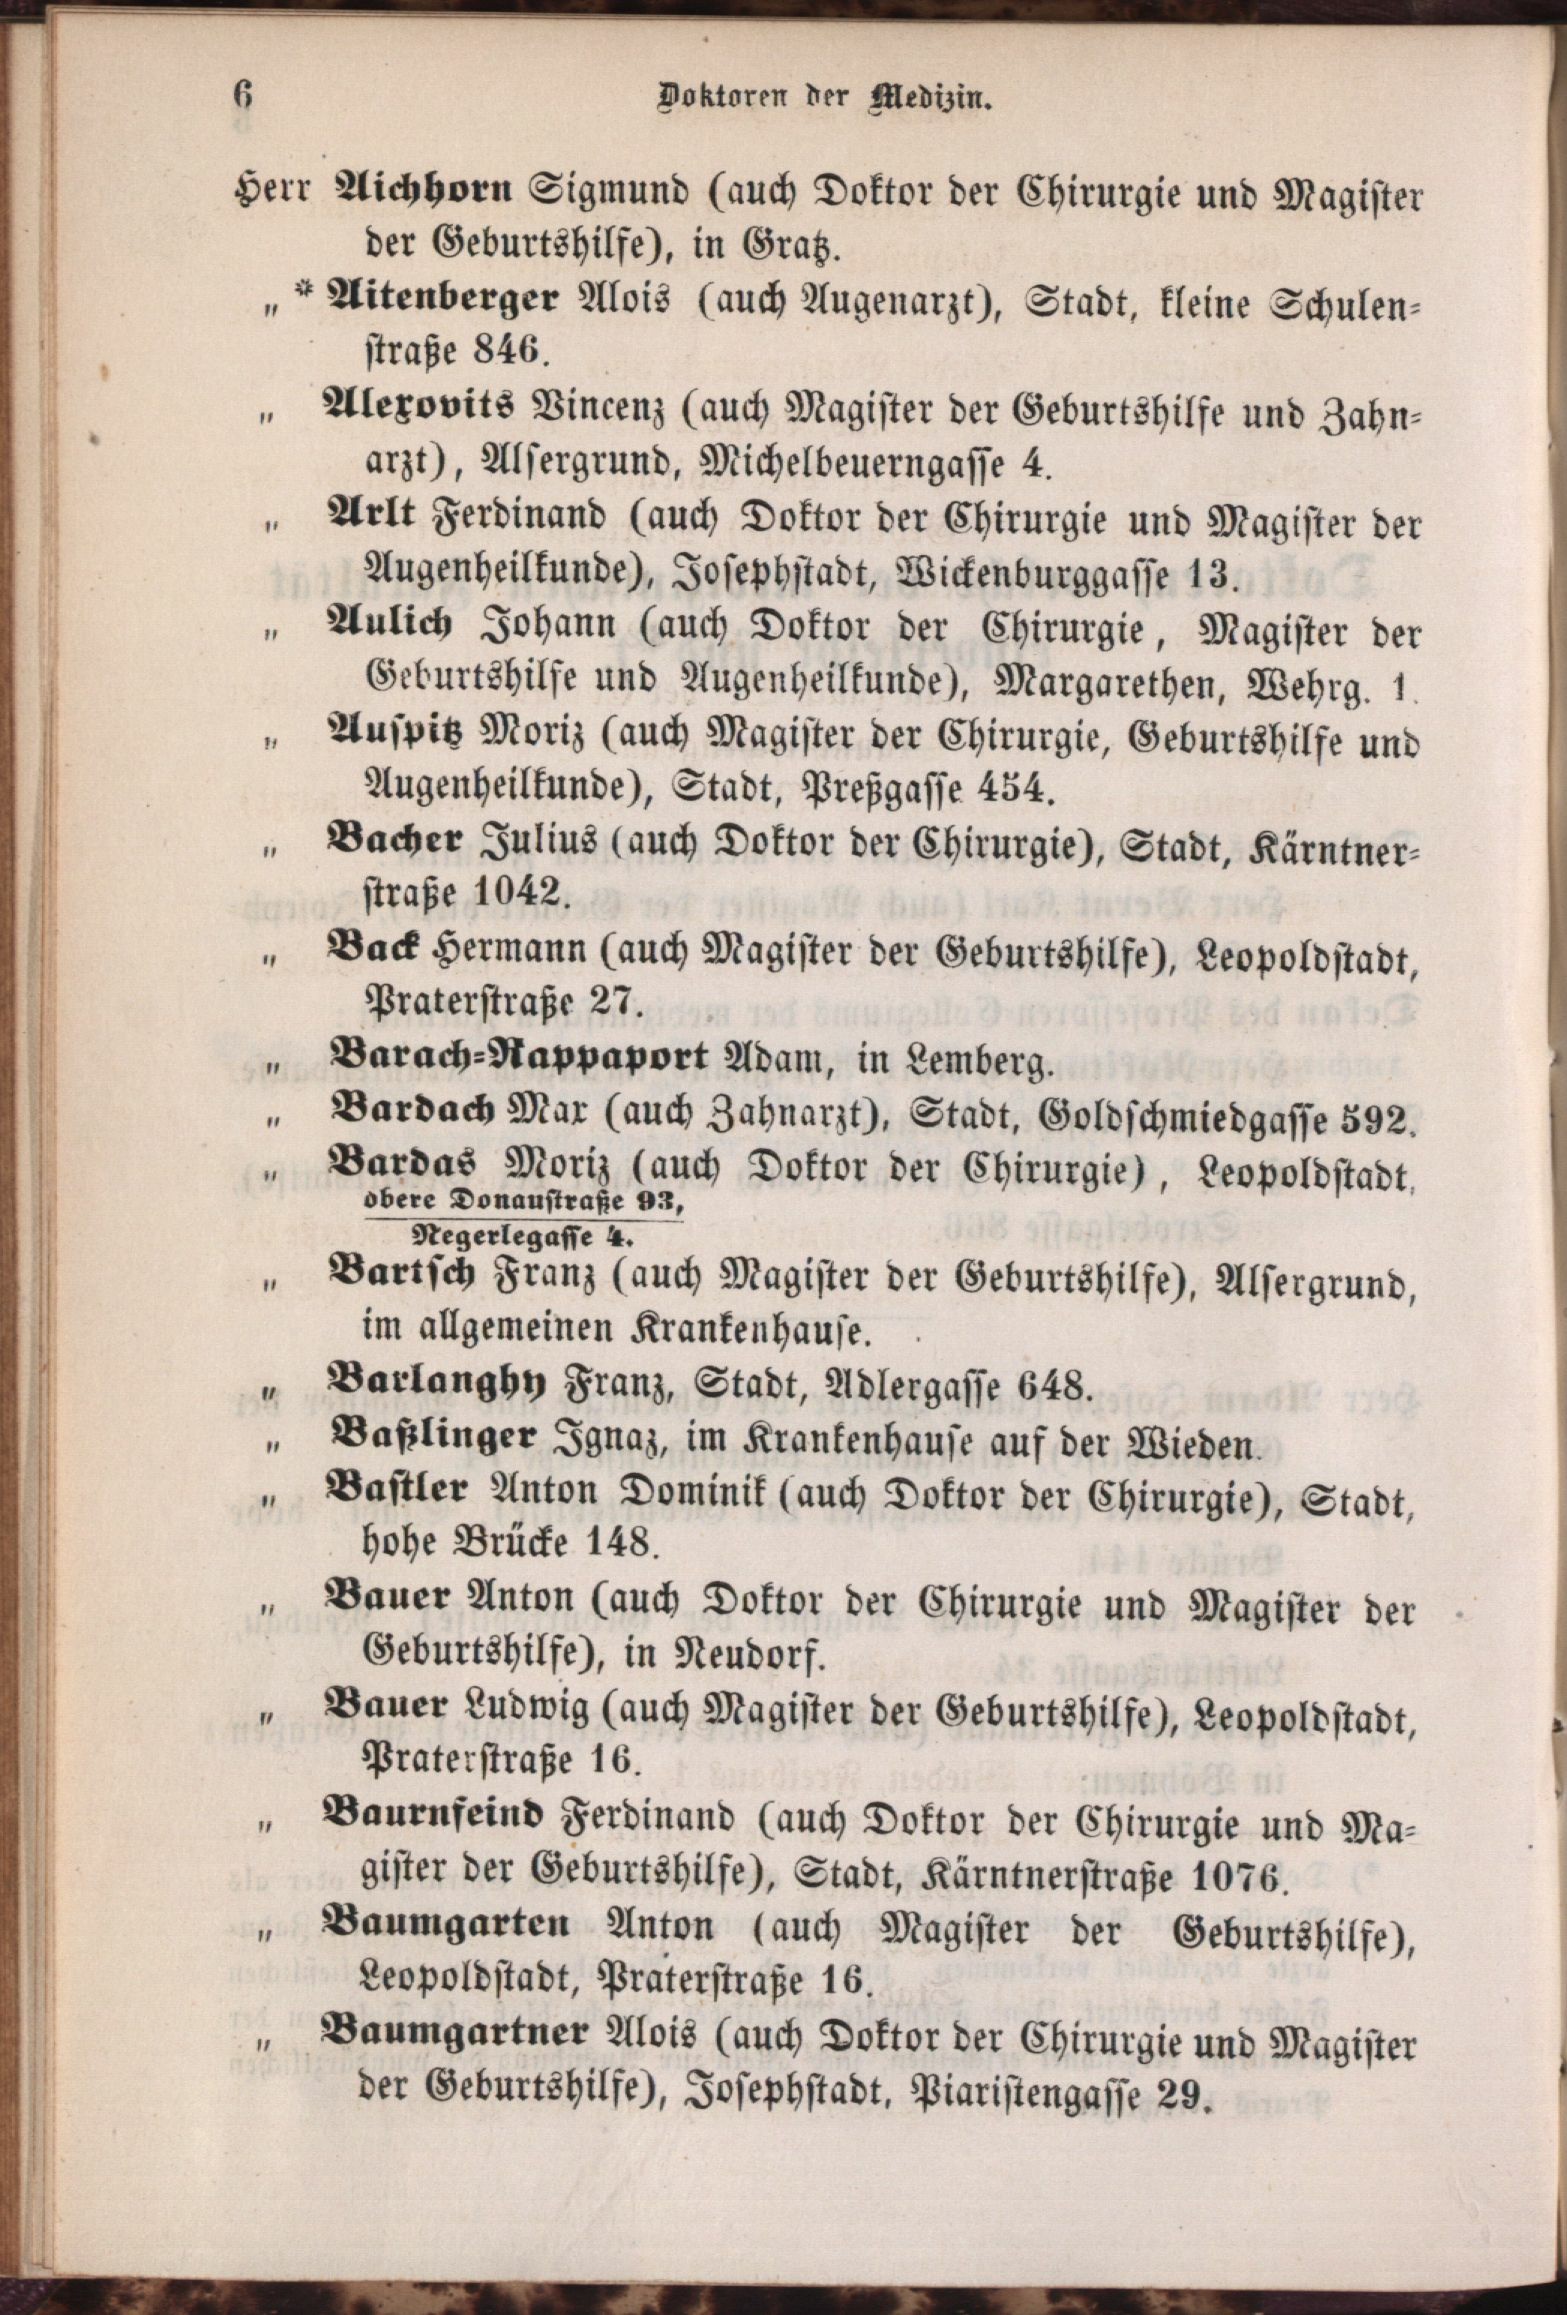 6 Doktoren der Medizin.
Herr Aichhorn Sigmund (auch Doktor der Chirurgie und Magister
der Geburtshilfe), in Gratz.
„ * Aitenberger Alois (auch Augenarzt), Stadt, kleine Schulen-
straße 846.
„ Alexovits Vincenz (auch Magister der Geburtshilfe und Zahn-
arzt), Alsergrund, Michelbeuerngasse 4.
„ Arlt Ferdinand (auch Doktor der Chirurgie und Magister der
Augenheilkunde), Josephstadt, Wickenburggasse 13.
„ Aulich Johann (auch Doktor der Chirurgie, Magister der
Geburtshilfe und Augenheilkunde), Margarethen, Wehrg. 1.
„ Auspitz Moriz (auch Magister der Chirurgie, Geburtshilfe und
Augenheilkunde), Stadt, Preßgasse 454.
„ Bacher Julius (auch Doktor der Chirurgie), Stadt, Kärntner-
straße 1042.
„ Back Hermann (auch Magister der Geburtshilfe), Leopoldstadt,
Praterstraße 27.
„ Barach-Rappaport Adam, in Lemberg.
„ Bardach Max (auch Zahnarzt), Stadt, Goldschmiedgasse 592.
„ Bardas Moriz (auch Doktor der Chirurgie), Leopoldstadt,
obere Donaustraße 93,
Negerlegasse 4.
„ Bartsch Franz (auch Magister der Geburtshilfe), Alsergrund,
im allgemeinen Krankenhause.
„ Barlanghy Franz, Stadt, Adlergasse 648.
„ Baßlinger Ignaz, im Krankenhause auf der Wieden.
„ Bastler Anton Dominik (auch Doktor der Chirurgie), Stadt,
hohe Brücke 148.
„ Bauer Anton (auch Doktor der Chirurgie und Magister der
Geburtshilfe), in Neudorf.
„ Bauer Ludwig (auch Magister der Geburtshilfe), Leopoldstadt,
Praterstraße 16.
„ Baurnfeind Ferdinand (auch Doktor der Chirurgie und Ma-
gister der Geburtshilfe), Stadt, Kärntnerstraße 1076.
„ Baumgarten Anton (auch Magister der Geburtshilfe),
Leopoldstadt, Praterstraße 16.
„ Baumgartner Alois (auch Doktor der Chirurgie und Magister
der Geburtshilfe), Josephstadt, Piaristengasse 29.